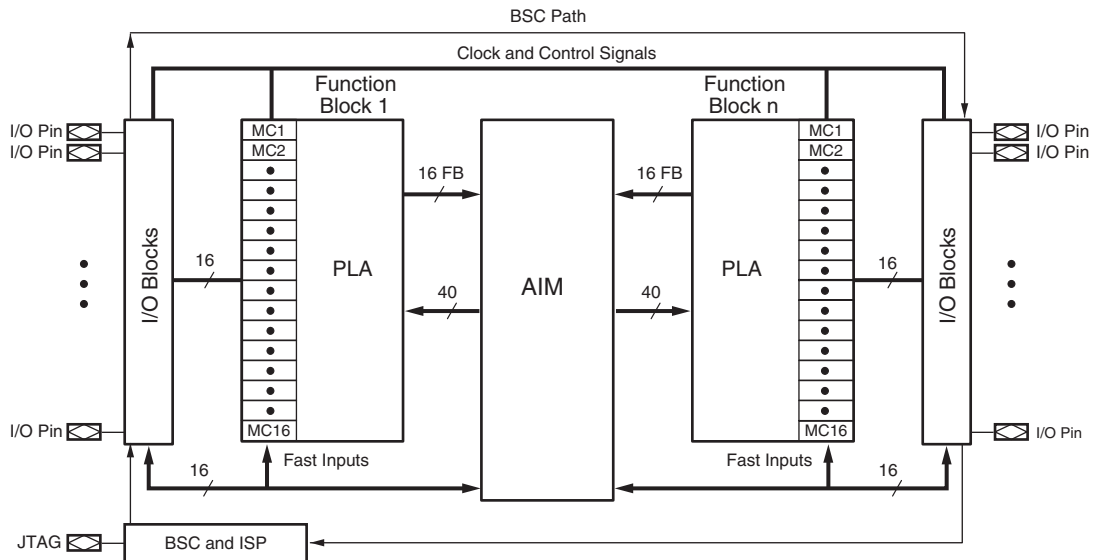 BSC Path
Clock and Control Signals
Function
Block 1
Function
Block n
I/O Pin
I/O Pin
MC1
MC2
16 FB
16 FB
MC1
MC2
I/O Pin
I/O Pin
I/O Blocks
16
PLA
40
AIM
40
PLA
16
I/O Blocks
I/O Pin
MC16
MC16
I/O Pin
16
Fast Inputs
Fast Inputs
16
JTAG
BSC and ISP